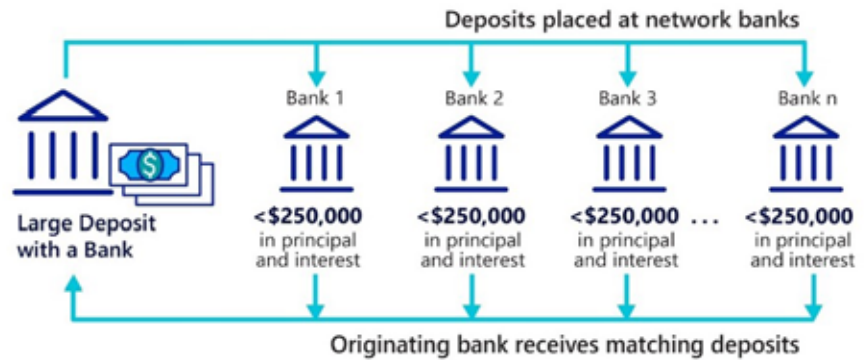 Deposits placed at network banks
Bank 1
Bank 2
Bank 3
Bank n
$
Large Deposit
with a Bank
<$250,000
in principal
and interest
<$250,000
in principal
and interest
<$250,000
in principal
and interest
...
<$250,000
in principal
and interest
Originating bank receives matching deposits